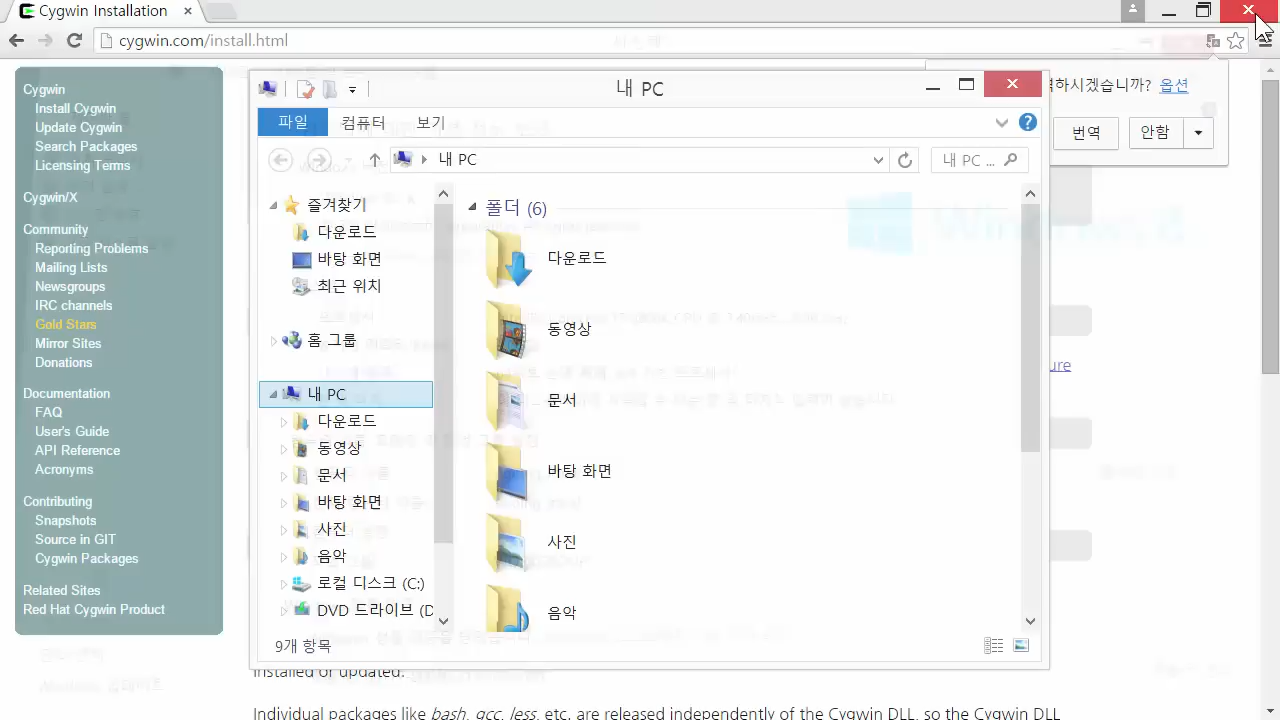 Cygwin Installation
cygwin.com/install.html
Cygwin
Install Cygwin
Update Cygwin
Search Packages
Licensing Terms
Cygwin/X
Community
Reporting Problems
Mailing Lists
Newsgroups
IRC channels
Gold Stars
Mirror Sites
Donations
Documentation
FAQ
User's Guide
API Reference
Acronyms
Contributing
Snapshots
Source in GIT
Cygwin Packages
Related Sites
Red Hat Cygwin Product
내 PC
파일 컴퓨터 보기
내 PC
내 PC ...
즐겨찾기
다운로드
바탕 화면
최근 위치
홈 그룹
내 PC
다운로드
동영상
문서
바탕 화면
사진
음악
로컬 디스크 (C:)
DVD 드라이브 (D
폴더 (6)
다운로드
동영상
문서
바탕 화면
사진
음악
9개 항목
하시겠습니까? 옵션
번역 안함
ure
installed or updated.
Individual packages like bash, gcc, less, etc. are released independently of the Cygwin DLL, so the Cygwin DLL